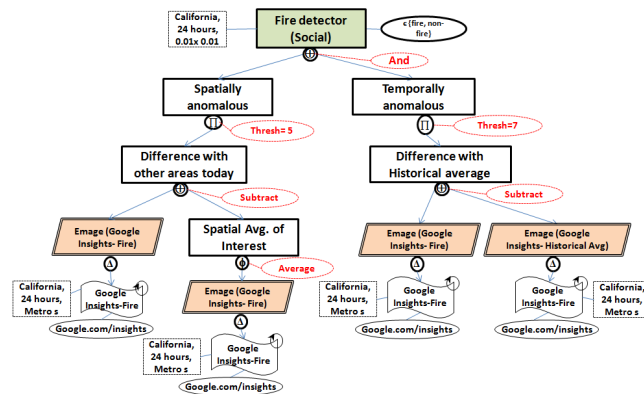 California,
24 hours,
0.01x 0.01
Fire detector
(Social)
ε {fire, non-
fire}
⊕
And
Spatially
anomalous
Temporally
anomalous
∏
Thresh= 5
∏
Thresh=7
Difference with
other areas today
Difference with
Historical average
⊕
Subtract
⊕
Subtract
Emage (Google
Insights- Fire)
Spatial Avg. of
Interest
Emage (Google
Insights- Fire)
Emage (Google
Insights- Historical Avg)
Δ
ϕ
Average
Δ
Δ
California,
24 hours,
Metro s
Google
Insights-Fire
Google.com/insights
Emage (Google
Insights- Fire)
Δ
California,
24 hours,
Metro s
Google
Insights-Fire
Google.com/insights
California,
24 hours,
Metro s
Google
Insights-Fire
Google.com/insights
California,
24 hours,
Metro s
Google
Insights-Fire
Google.com/insights